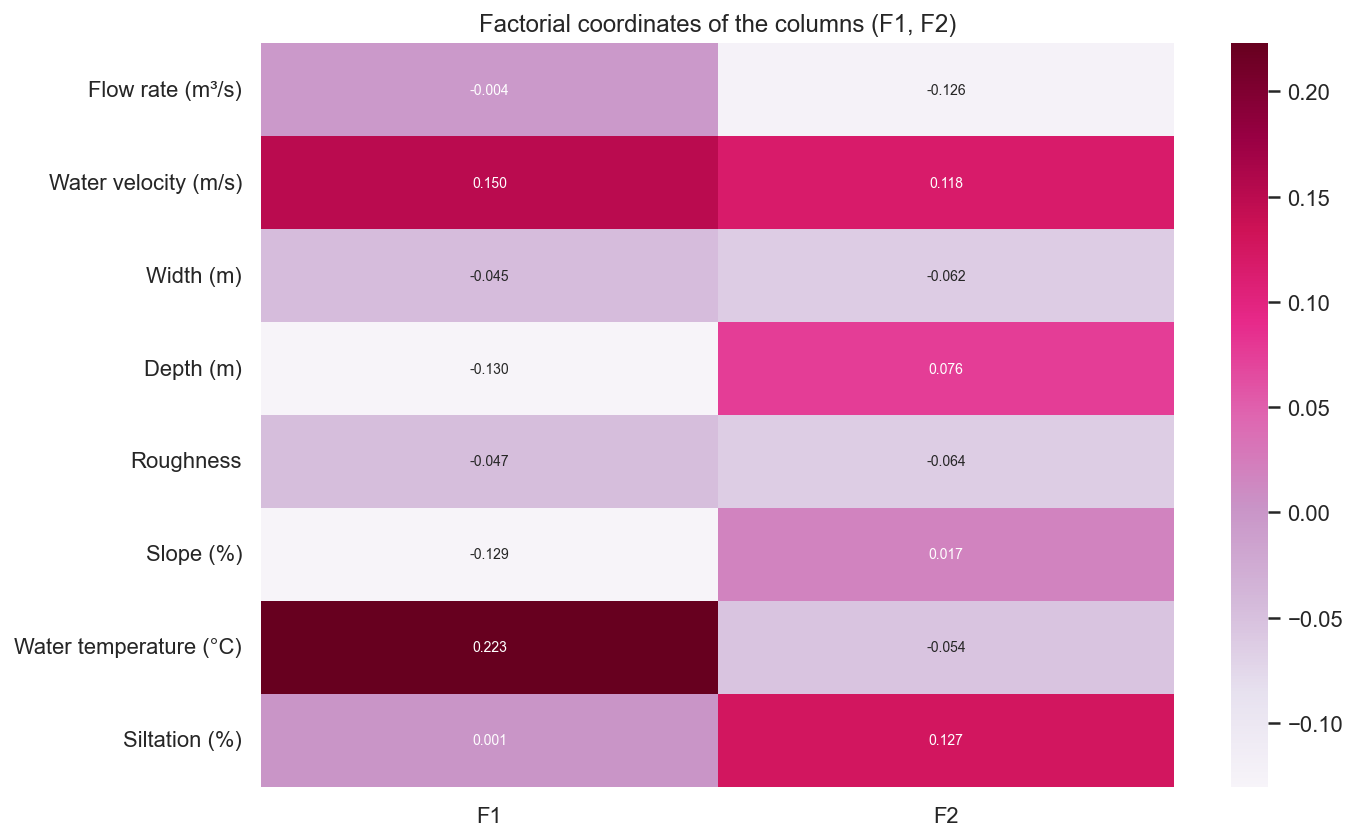 Factorial coordinates of the columns (F1, F2)
Flow rate (m³/s) -0.004 -0.126
Water velocity (m/s) 0.150 0.118
Width (m) -0.045 -0.062
Depth (m) -0.130 0.076
Roughness -0.047 -0.064
Slope (%) -0.129 0.017
Water temperature (°C) 0.223 -0.054
Siltation (%) 0.001 0.127
F1 F2
0.20
0.15
0.10
0.05
0.00
−0.05
−0.10